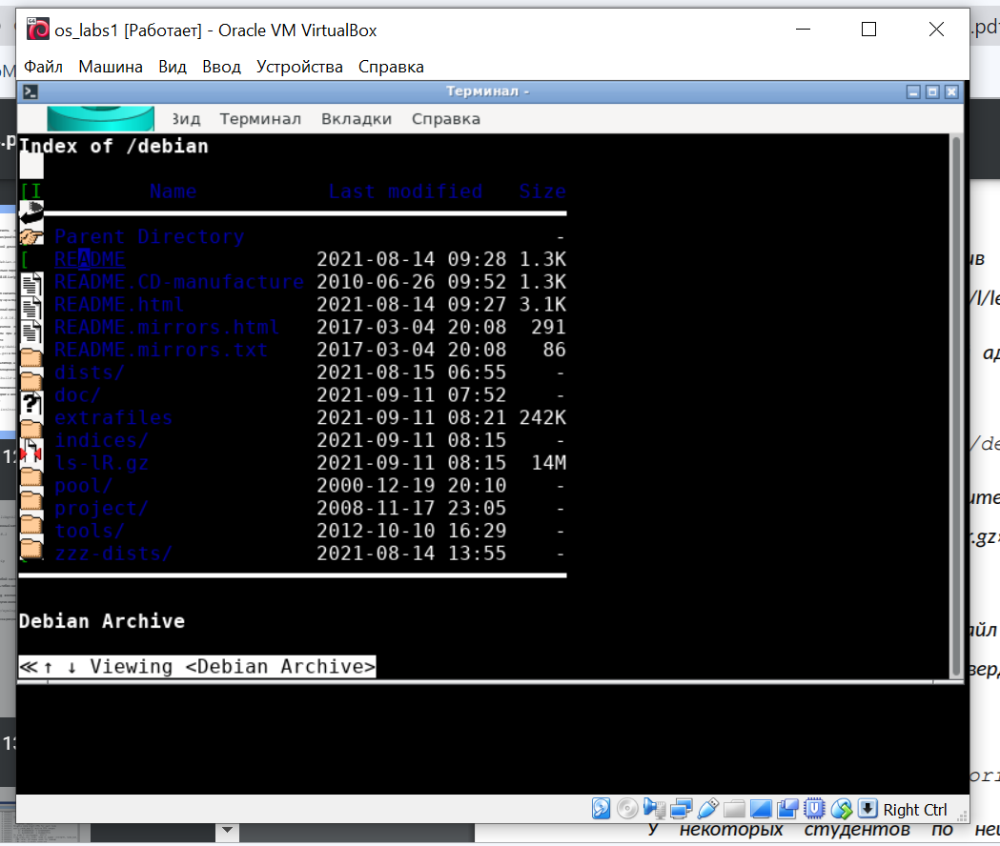 os_labs1 [Работает] - Oracle VM VirtualBox
.pdf
Файл Машина Вид Ввод Устройства Справка
Терминал -
Вид Терминал Вкладки Справка
Index of /debian
[I
Name Last modified Size
Parent Directory -
[ README 2021-08-14 09:28 1.3K
README.CD-manufacture 2010-06-26 09:52 1.3K
README.html 2021-08-14 09:27 3.1K
README.mirrors.html 2017-03-04 20:08 291
README.mirrors.txt 2017-03-04 20:08 86
dists/ 2021-08-15 06:55 -
doc/ 2021-09-11 07:52 -
extrafiles 2021-09-11 08:21 242K
indices/ 2021-09-11 08:15 -
ls-lR.gz 2021-09-11 08:15 14M
pool/ 2000-12-19 20:10 -
project/ 2008-11-17 23:05 -
tools/ 2012-10-10 16:29 -
zzz-dists/ 2021-08-14 13:55 -
Debian Archive
≪↑ ↓ Viewing <Debian Archive>
Right Ctrl
У некоторых студентов по